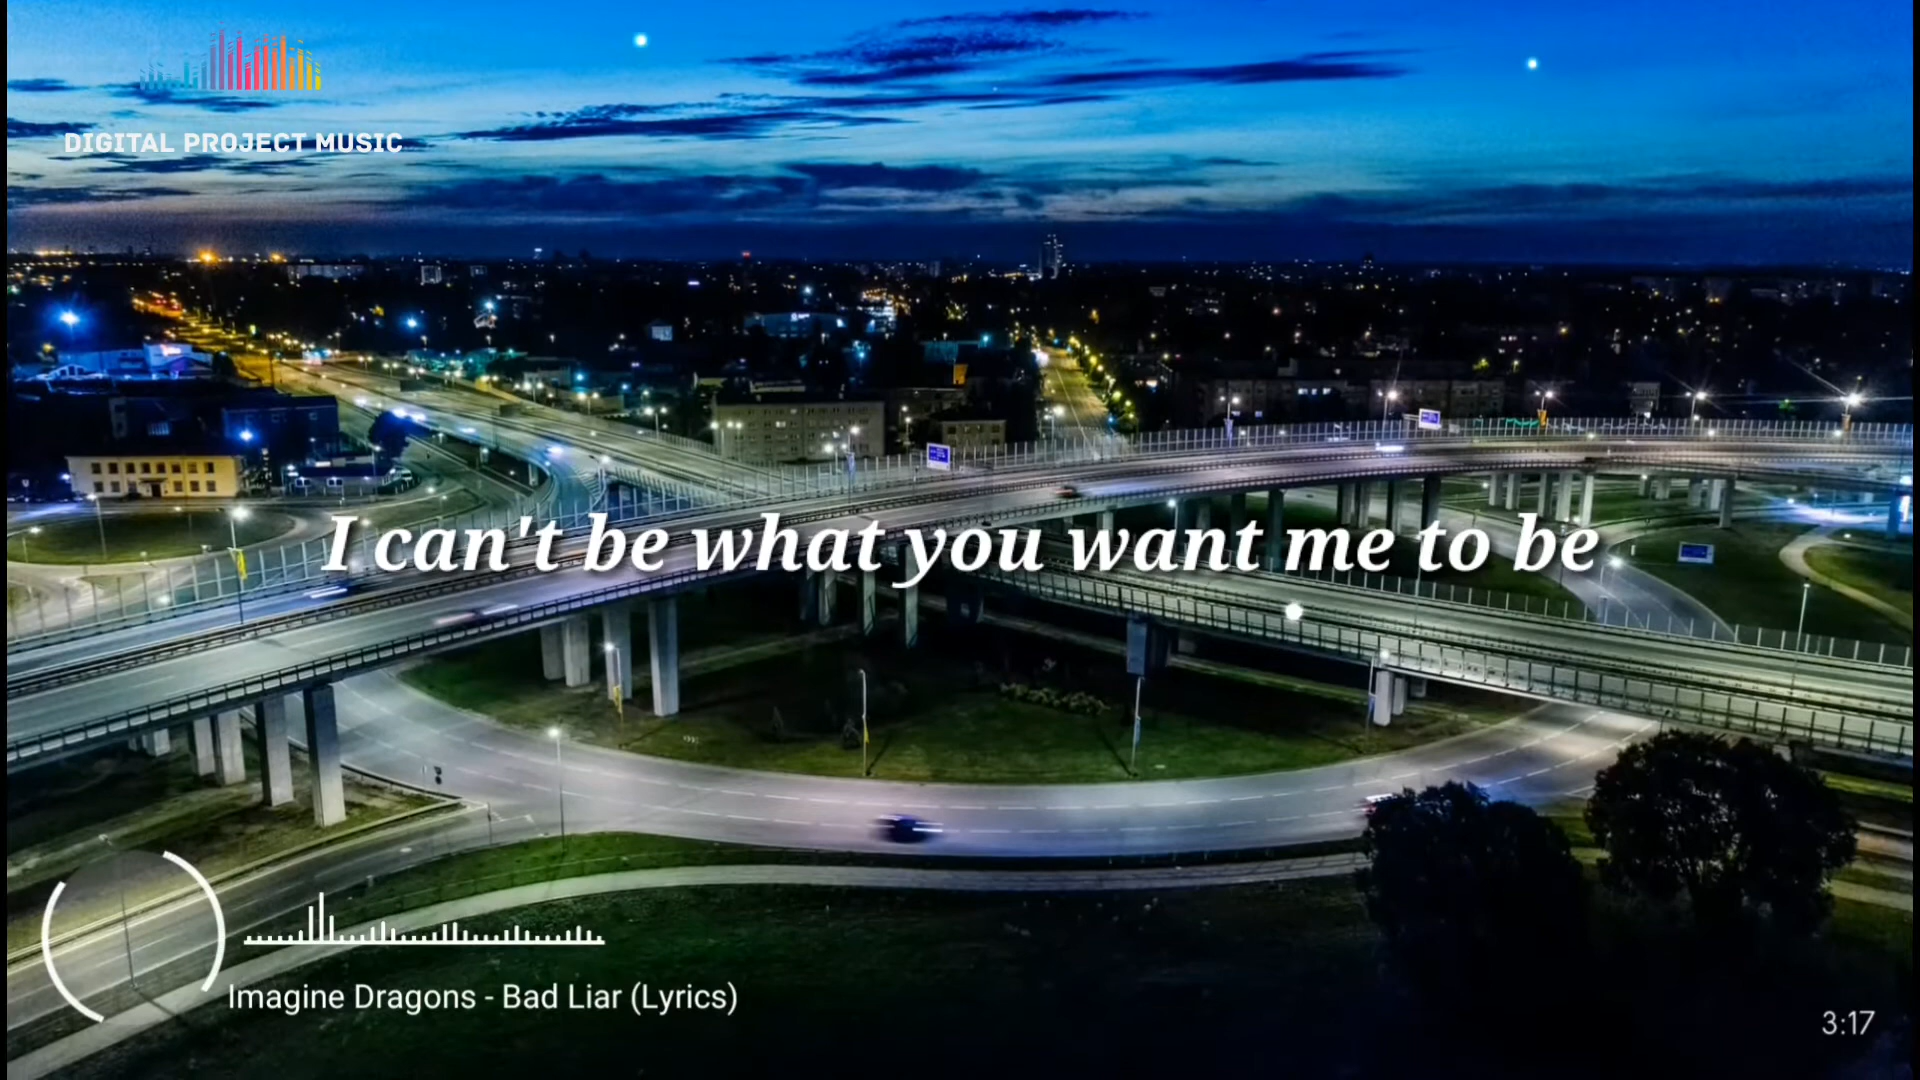 DIGITAL PROJECT MUSIC
I can't be what you want me to be
Imagine Dragons - Bad Liar (Lyrics)
3:17